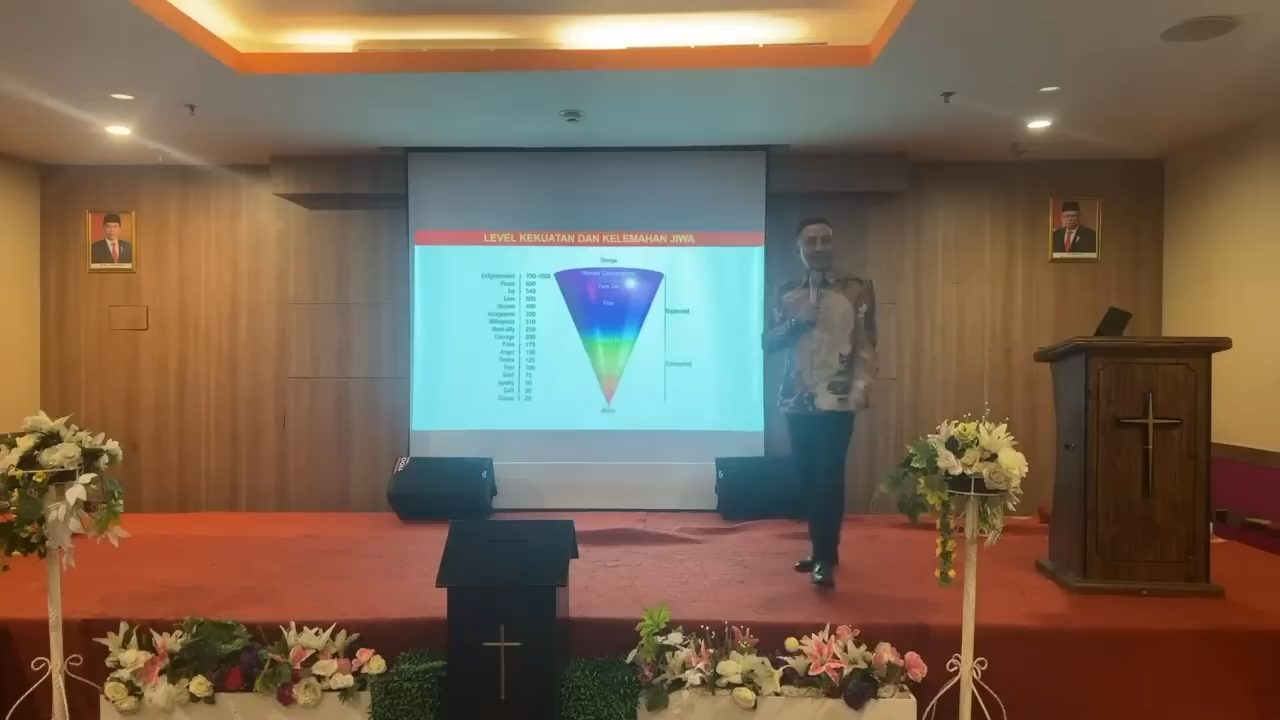 LEVEL KEKUATAN DAN KELEMAHAN JIWA
Enlightenment 700-1000
Peace 600
Joy 540
Love 500
Reason 400
Acceptance 350
Willingness 310
Neutrality 250
Courage 200
Pride 175
Anger 150
Desire 125
Fear 100
Grief 75
Apathy 50
Guilt 30
20
Ultimate Consciousness
Expanded
Contracted